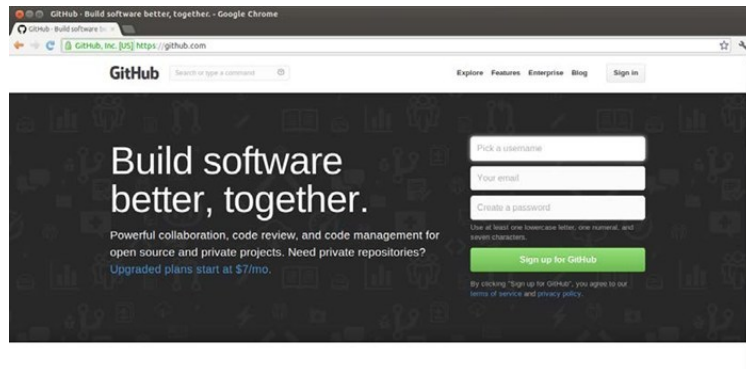 GitHub · Build software better, together. - Google Chrome
GitHub · Build software be
GitHub, Inc. [US] https://github.com
GitHub
Search or type a command
Explore Features Enterprise Blog Sign in
Build software
better, together.
Powerful collaboration, code review, and code management for
open source and private projects. Need private repositories?
Upgraded plans start at $7/mo.
Pick a username
Your email
Create a password
Use at least one lowercase letter, one numeral, and
seven characters.
Sign up for GitHub
By clicking "Sign up for GitHub", you agree to our
terms of service and privacy policy.